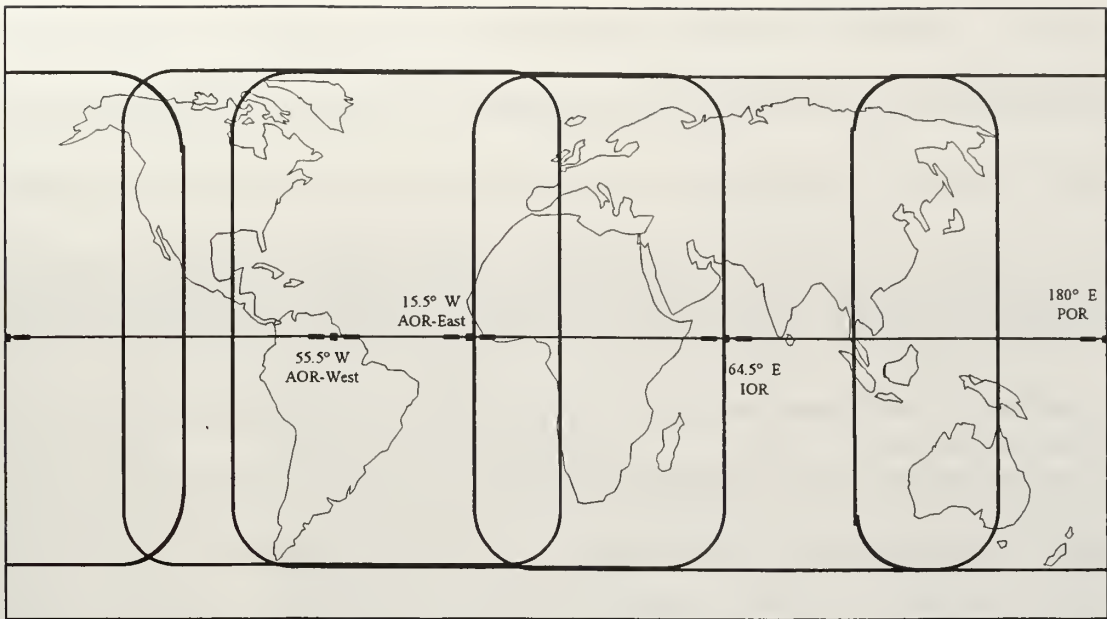 15.5° W
AOR-East
55.5° W
AOR-West
64.5° E
IOR
180° E
POR